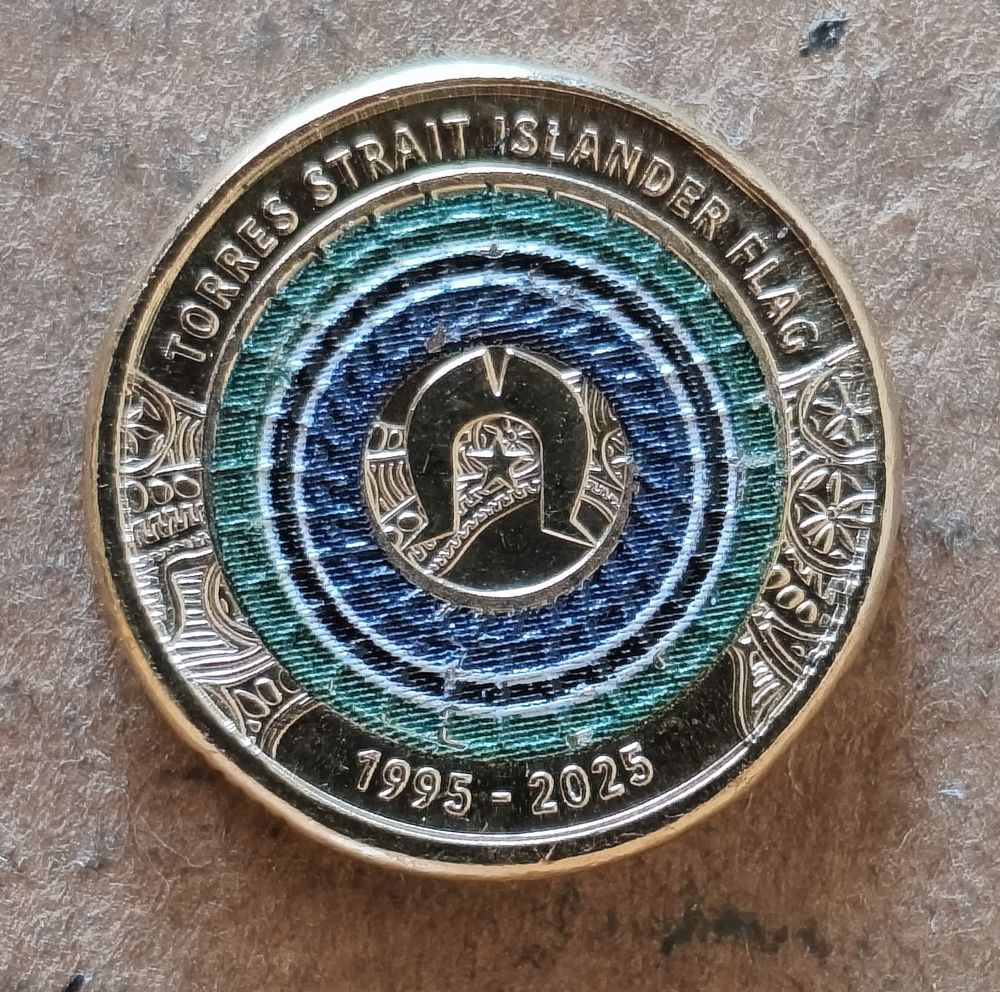 TORRES STRAIT ISLANDER FLAG
1995 - 2025